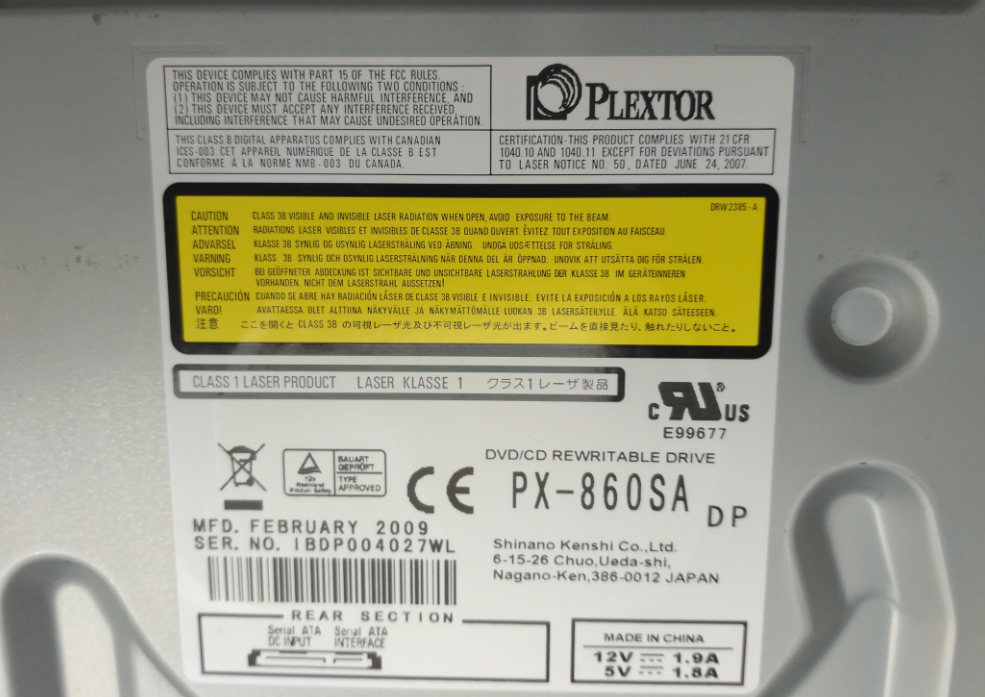 THIS DEVICE COMPLIES WITH PART 15 OF THE FCC RULES.
OPERATION IS SUBJECT TO THE FOLLOWING TWO CONDITIONS :
(1) THIS DEVICE MAY NOT CAUSE HARMFUL INTERFERENCE, AND
(2) THIS DEVICE MUST ACCEPT ANY INTERFERENCE RECEIVED,
INCLUDING INTERFERENCE THAT MAY CAUSE UNDESIRED OPERATION.
PLEXTOR
THIS CLASS B DIGITAL APPARATUS COMPLIES WITH CANADIAN
ICES-003. CET APPAREIL NUMERIQUE DE LA CLASSE B EST
CONFORME À LA NORME NMB-003 DU CANADA.
CERTIFICATION·THIS PRODUCT COMPLIES WITH 21 CFR
1040.10 AND 1040.11 EXCEPT FOR DEVIATIONS PURSUANT
TO LASER NOTICE NO. 50, DATED JUNE 24, 2007.
DRW2385-A
CAUTION CLASS 3B VISIBLE AND INVISIBLE LASER RADIATION WHEN OPEN, AVOID EXPOSURE TO THE BEAM.
ATTENTION RADIATIONS LASER VISIBLES ET INVISIBLES DE CLASSE 3B QUAND OUVERT. ÉVITEZ TOUT EXPOSITION AU FAISCEAU.
ADVARSEL KLASSE 3B SYNLIG OG USYNLIG LASERSTRÅLING VED ÅBNING. UNDGÅ UDSÆTTELSE FOR STRÅLING.
VARNING KLASS 3B SYNLIG OCH OSYNLIG LASERSTRÅLNING NÄR DENNA DEL ÄR ÖPPNAD. UNDVIK ATT UTSÄTTA DIG FÖR STRÅLEN.
VORSICHT BEI GEÖFFNETER ABDECKUNG IST SICHTBARE UND UNSICHTBARE LASERSTRAHLUNG DER KLASSE 3B IM GERÄTEINNEREN
VORHANDEN. NICHT DEM LASERSTRAHL AUSSETZEN!
PRECAUCIÓN CUANDO SE ABRE HAY RADIACIÓN LÁSER DE CLASE 3B VISIBLE E INVISIBLE. EVITE LA EXPOSICIÓN A LOS RAYOS LÁSER.
VARO! AVATTAESSA OLET ALTTIINA NÄKYVÄLLE JA NÄKYMÄTTÖMÄLLE LUOKAN 3B LASERSÄTEILYLLE. ÄLÄ KATSO SÄTEESEEN.
注意 ここを開くと CLASS 3B の可視レーザ光及び不可視レーザ光が出ます。ビームを直接見たり、触れたりしないこと。
CLASS 1 LASER PRODUCT LASER KLASSE 1 クラス1レーザ製品
C RU US
®
E99677
BAUART
GEPRÜFT
TÜV
Rheinland
Product Safety
TYPE
APPROVED
CE
DVD/CD REWRITABLE DRIVE
PX-860SA
DP
MFD. FEBRUARY 2009
SER. NO. IBDP004027WL
Shinano Kenshi Co.,Ltd.
6-15-26 Chuo,Ueda-shi,
Nagano-Ken,386-0012 JAPAN
REAR SECTION
Serial ATA Serial ATA
DC INPUT INTERFACE
MADE IN CHINA
12V ⎓ 1.9A
5V ⎓ 1.8A